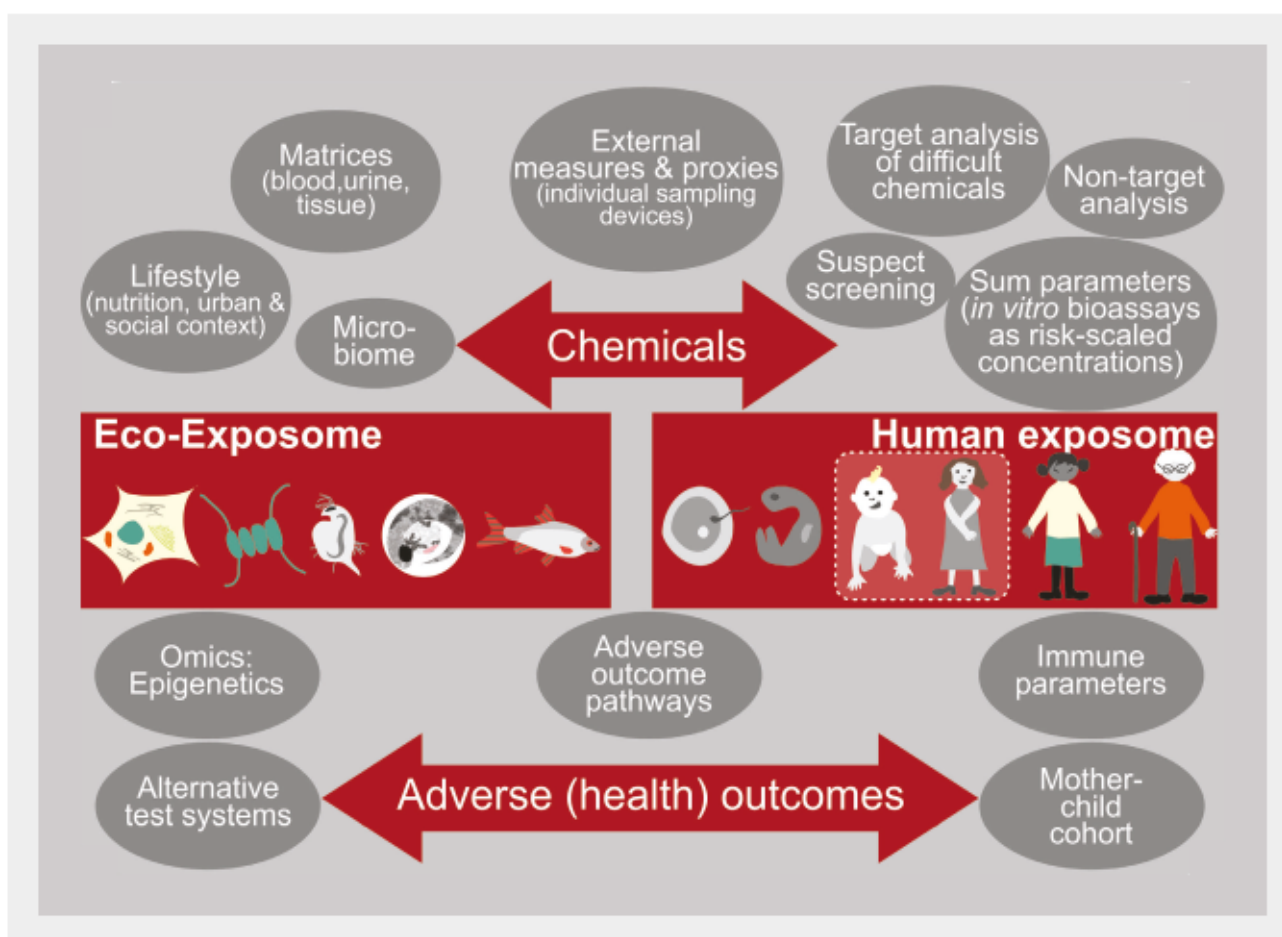 Matrices
(blood,urine,
tissue)
External
measures & proxies
(individual sampling
devices)
Target analysis
of difficult
chemicals
Non-target
analysis
Lifestyle
(nutrition, urban &
social context)
Micro-
biome
Suspect
screening
Sum parameters
(in vitro bioassays
as risk-scaled
concentrations)
Chemicals
Eco-Exposome
Human exposome
Omics:
Epigenetics
Adverse
outcome
pathways
Immune
parameters
Alternative
test systems
Adverse (health) outcomes
Mother-
child
cohort